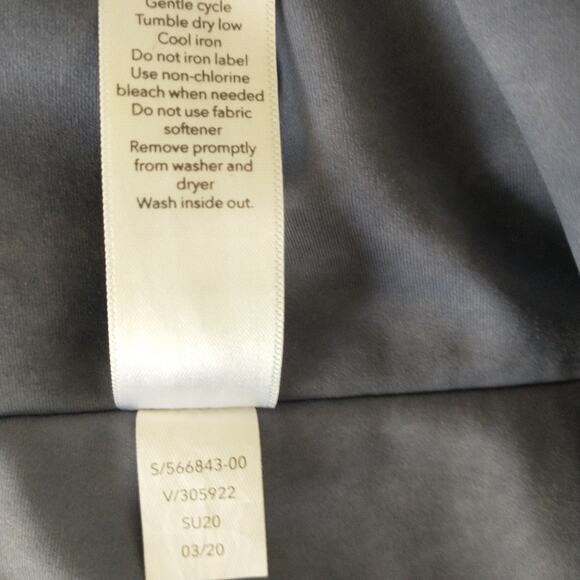 Gentle cycle
Tumble dry low
Cool iron
Do not iron label
Use non-chlorine
bleach when needed
Do not use fabric
softener
Remove promptly
from washer and
dryer
Wash inside out.
S/566843-00
V/305922
SU20
03/20